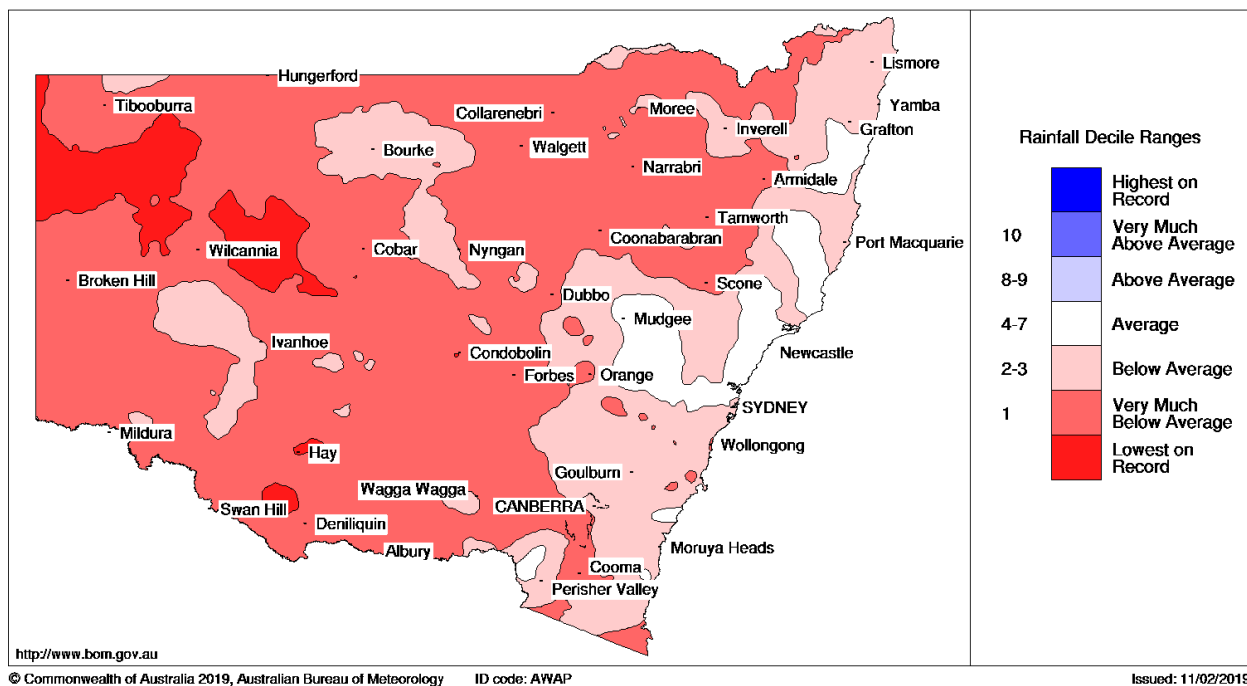 Hungerford
Lismore
Tibooburra
Collarenebri
Moree
Yamba
Inverell
Grafton
Bourke
Walgett
Narrabri
Armidale
Tamworth
Wilcannia
Cobar
Nyngan
Coonabarabran
Port Macquarie
Broken Hill
Scone
Dubbo
Mudgee
Ivanhoe
Condobolin
Newcastle
Forbes
Orange
SYDNEY
Mildura
Wollongong
Hay
Goulburn
Wagga Wagga
CANBERRA
Swan Hill
Deniliquin
Albury
Moruya Heads
Cooma
Perisher Valley
Rainfall Decile Ranges
Highest on
Record
10 Very Much
Above Average
8-9 Above Average
4-7 Average
2-3 Below Average
1 Very Much
Below Average
Lowest on
Record
http://www.bom.gov.au
© Commonwealth of Australia 2019, Australian Bureau of Meteorology ID code: AWAP Issued: 11/02/2019